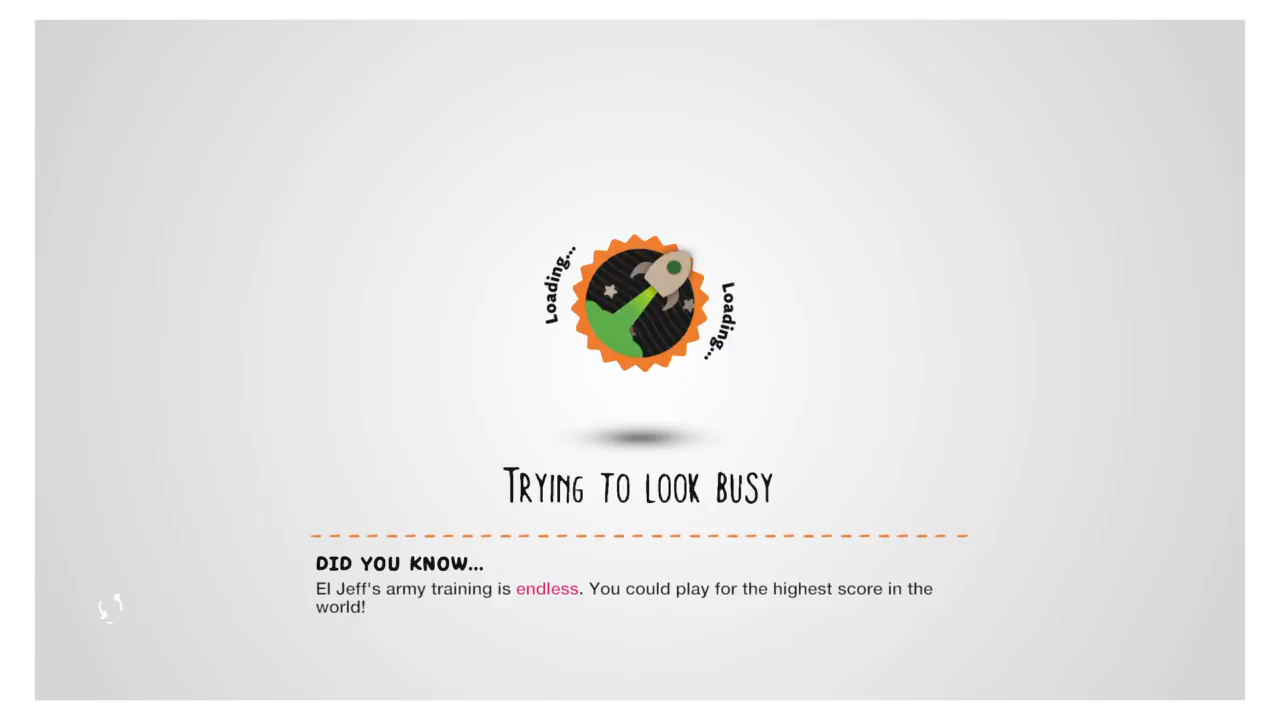 Loading...
Loading...
Trying to look busy
DID YOU KNOW...
El Jeff's army training is endless. You could play for the highest score in the
world!